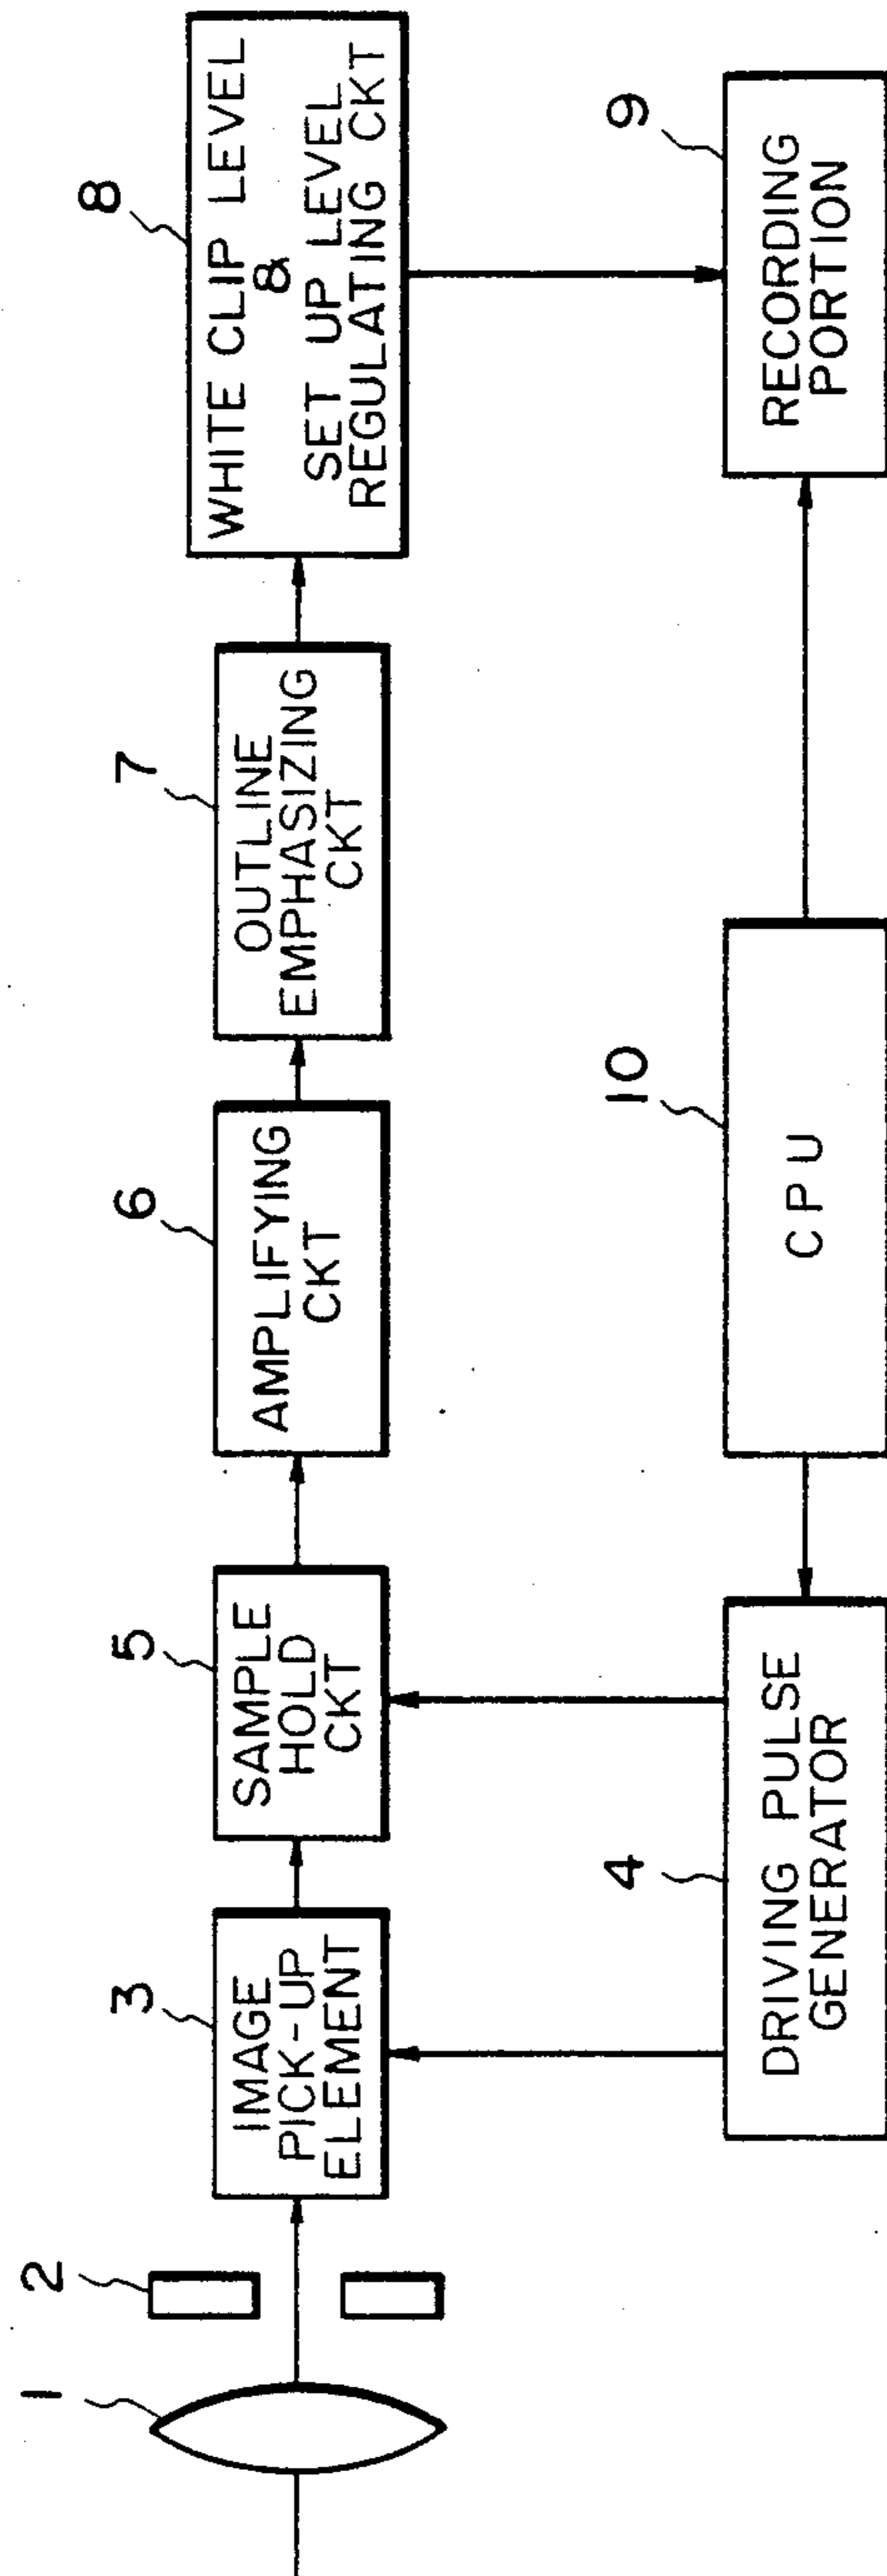 1
2
3
IMAGE
PICK-UP
ELEMENT
5
SAMPLE
HOLD
CKT
6
AMPLIFYING
CKT
7
OUTLINE
EMPHASIZING
CKT
8
WHITE CLIP LEVEL
&
SET UP LEVEL
REGULATING CKT
4
DRIVING PULSE
GENERATOR
10
CPU
9
RECORDING
PORTION